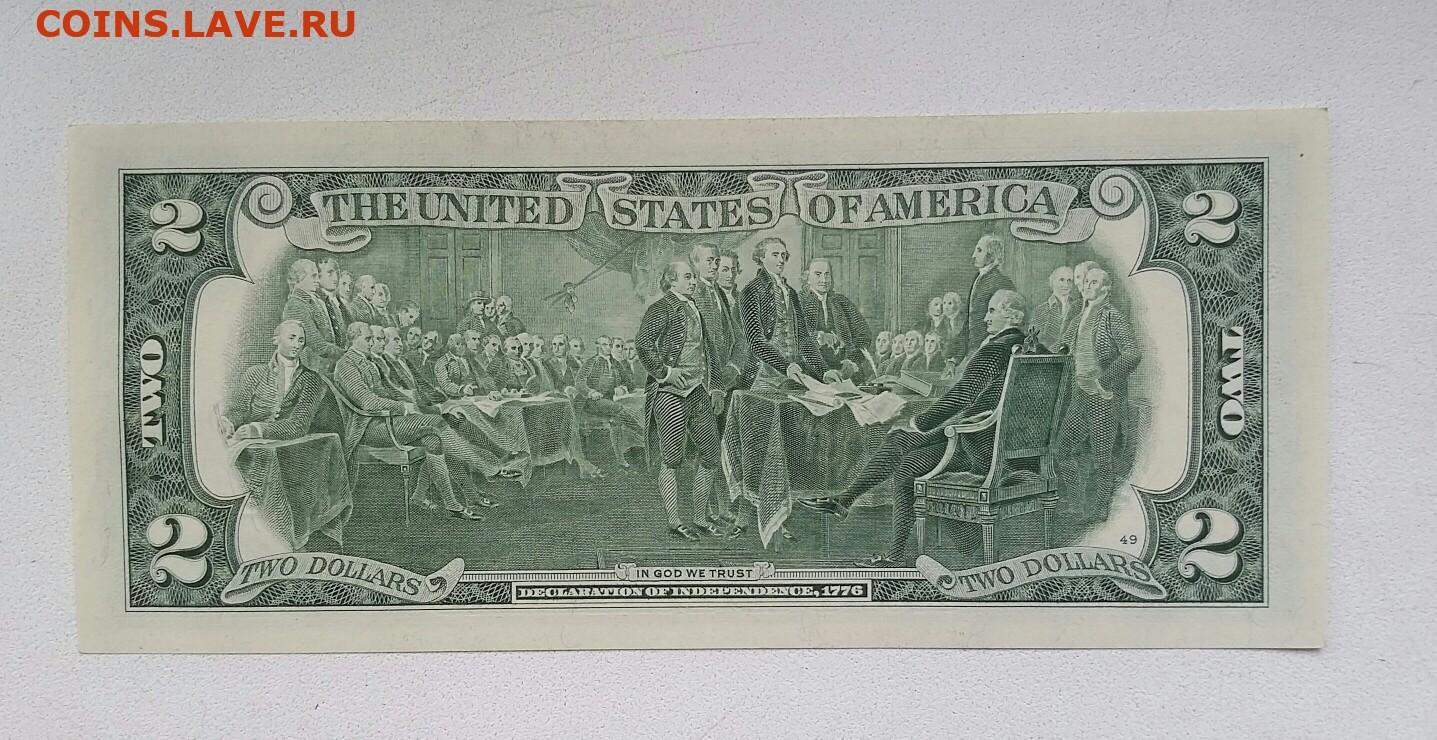 COINS.LAVE.RU
THE UNITED STATES OF AMERICA
2 2
TWO TWO
2 2
49
TWO DOLLARS TWO DOLLARS
IN GOD WE TRUST
DECLARATION OF INDEPENDENCE, 1776